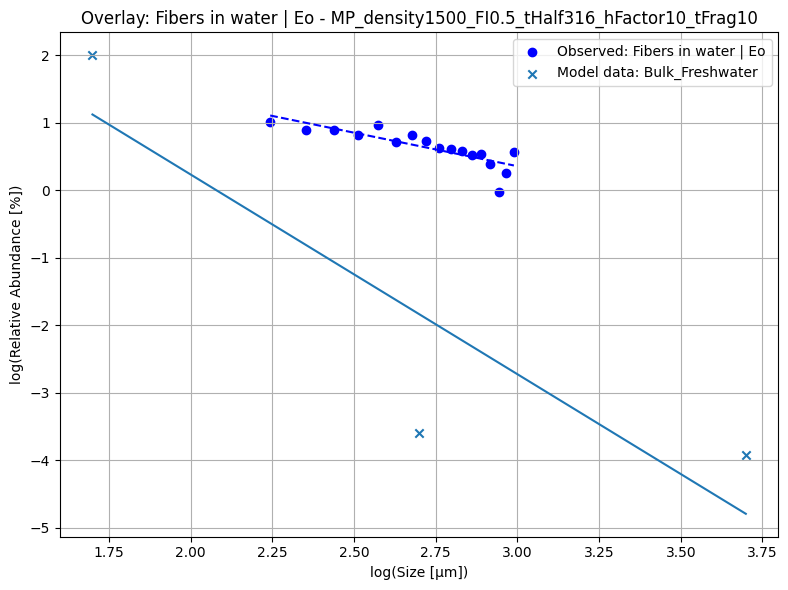 Overlay: Fibers in water | Eo - MP_density1500_FI0.5_tHalf316_hFactor10_tFrag10
Observed: Fibers in water | Eo
Model data: Bulk_Freshwater
log(Relative Abundance [%])
2
1
0
−1
−2
−3
−4
−5
1.75 2.00 2.25 2.50 2.75 3.00 3.25 3.50 3.75
log(Size [µm])